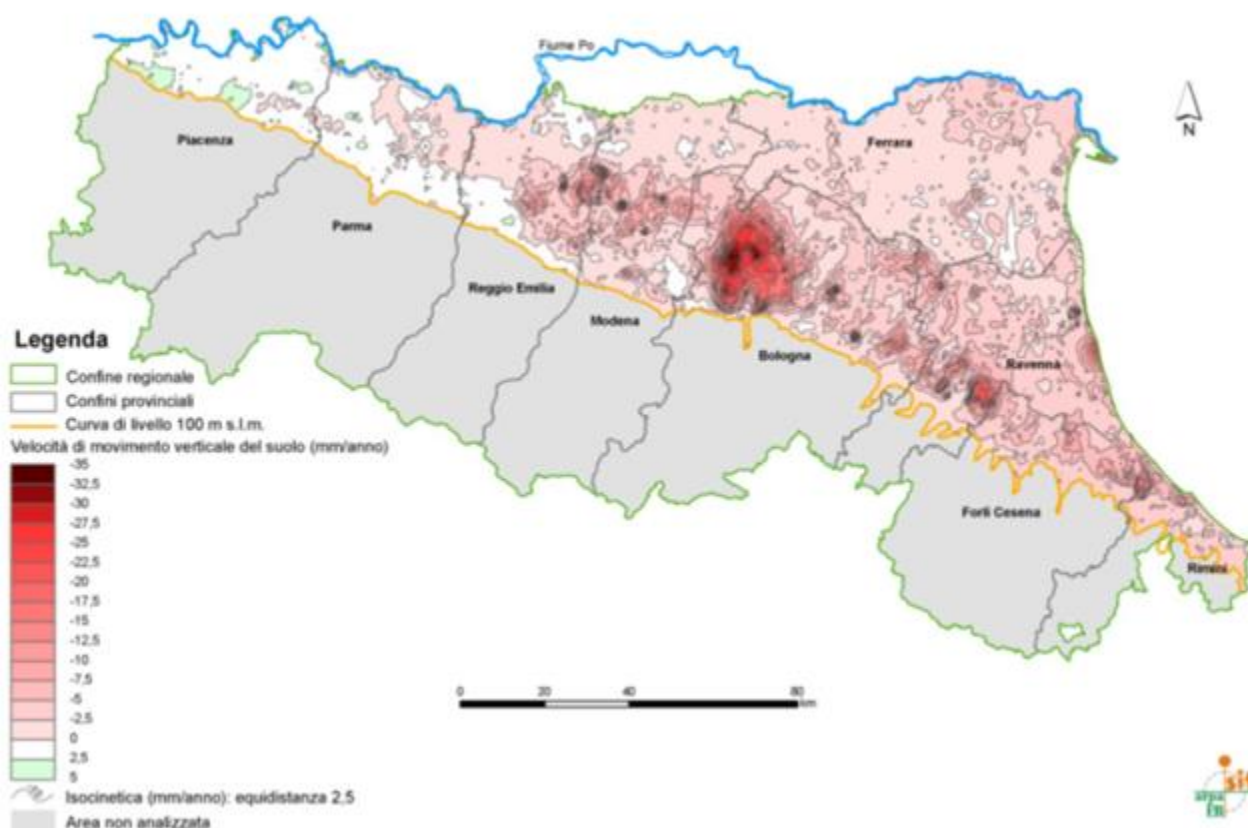 Fiume Po
N
Piacenza
Ferrara
Parma
Reggio Emilia
Modena
Bologna
Ravenna
Forlì Cesena
Rimini
Legenda
Confine regionale
Confini provinciali
Curva di livello 100 m s.l.m.
Velocità di movimento verticale del suolo (mm/anno)
-35
-32,5
-30
-27,5
-25
-22,5
-20
-17,5
-15
-12,5
-10
-7,5
-5
-2,5
0
2,5
5
Isocinetica (mm/anno): equidistanza 2,5
Area non analizzata
0 20 40 80
km
arpa
ER